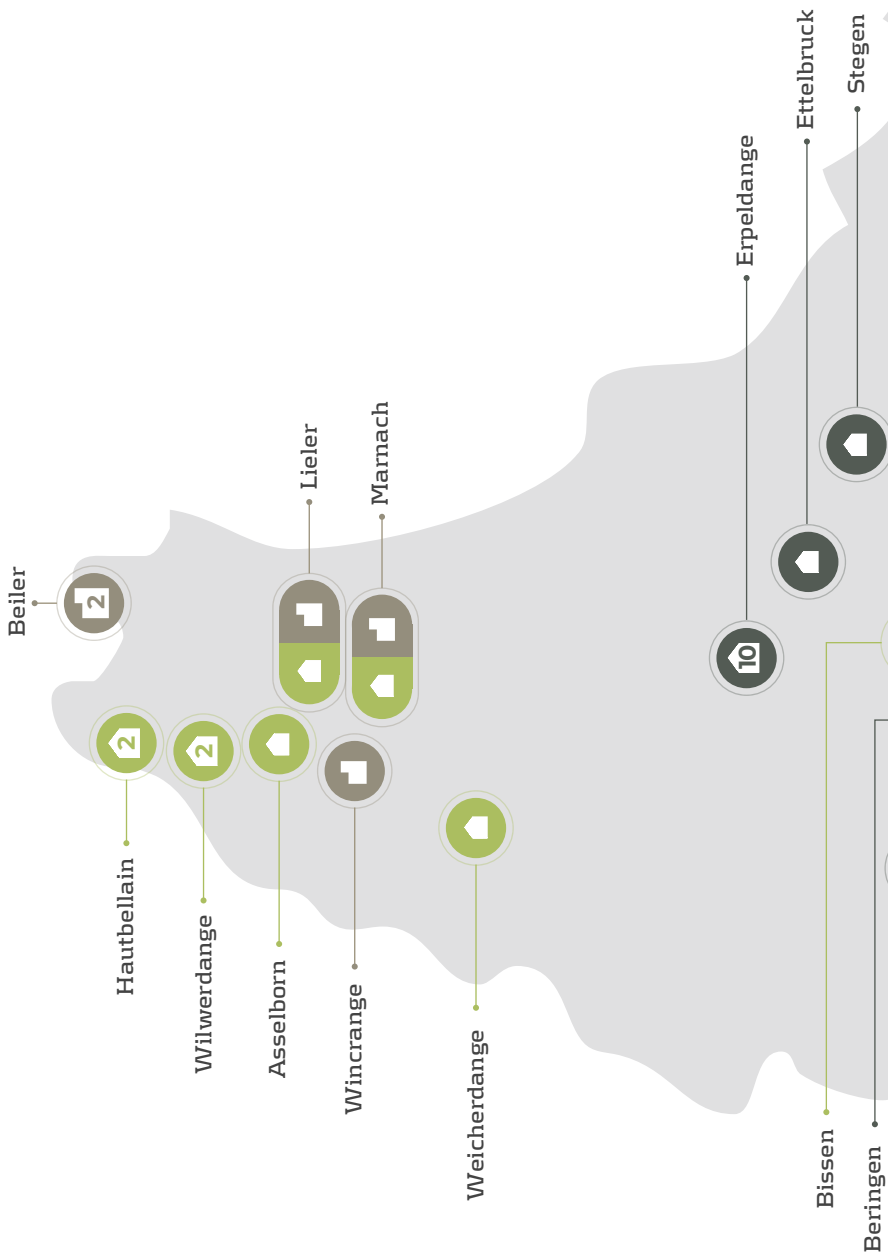 Beiler
2
Hautbellain
2
Wilwerdange
2
Asselborn
Lieler
Wincrange
Marnach
Weicherdange
Erpeldange
10
Ettelbruck
Stegen
Bissen
Beringen